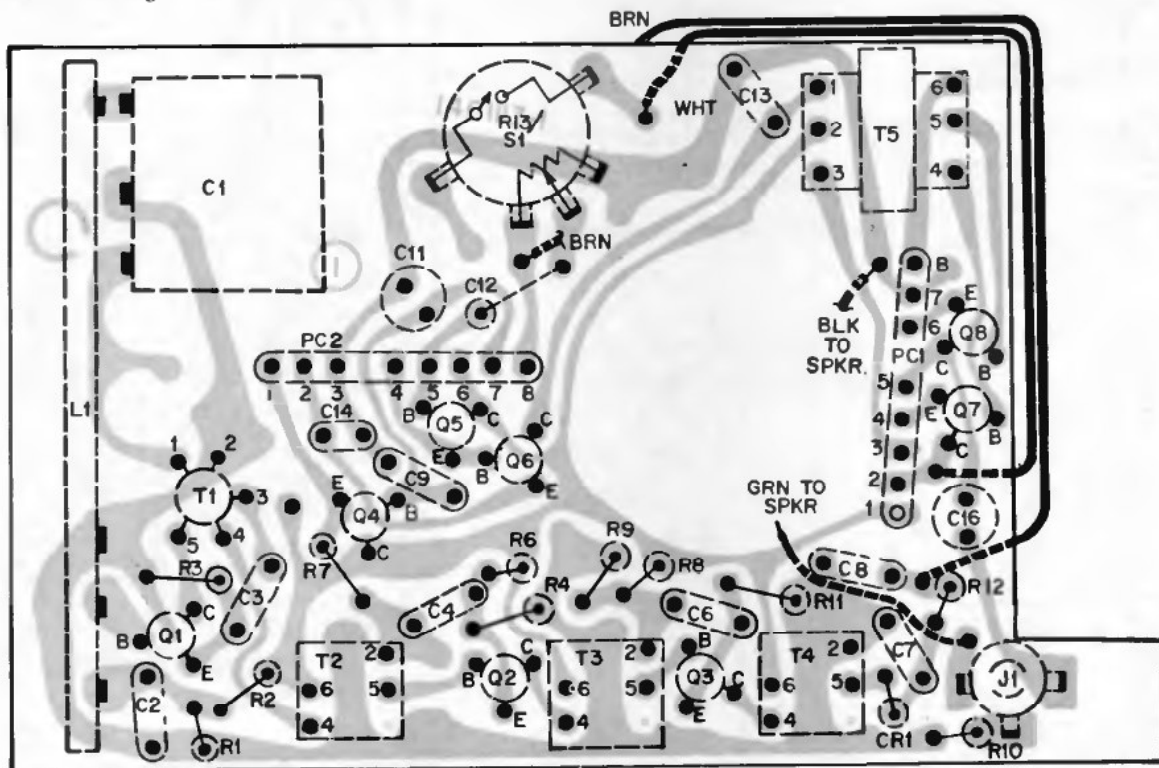 BRN
WHT
C13
1
2
3
T5
6
5
4
C1
R13
S1
BRN
C11
C12
BLK
TO
SPKR.
8
7
6
5
4
3
2
1
PC1
E
Q8
C
B
E
Q7
B
C
PC2
1 2 3 4 5 6 7 8
L1
C14
B
Q5
C
E
C
B
Q6
E
C9
E
Q4
B
C
1
2
T1
3
5
4
GRN TO
SPKR
C16
R3
C3
R7
R6
R9
R4
R8
C4
C6
R11
C8
R12
C
B
Q1
E
C2
R2
R1
T2
2
6
5
4
B
Q2
C
E
T3
2
6
5
4
B
Q3
C
E
T4
2
6
5
4
C7
CR1
J1
R10